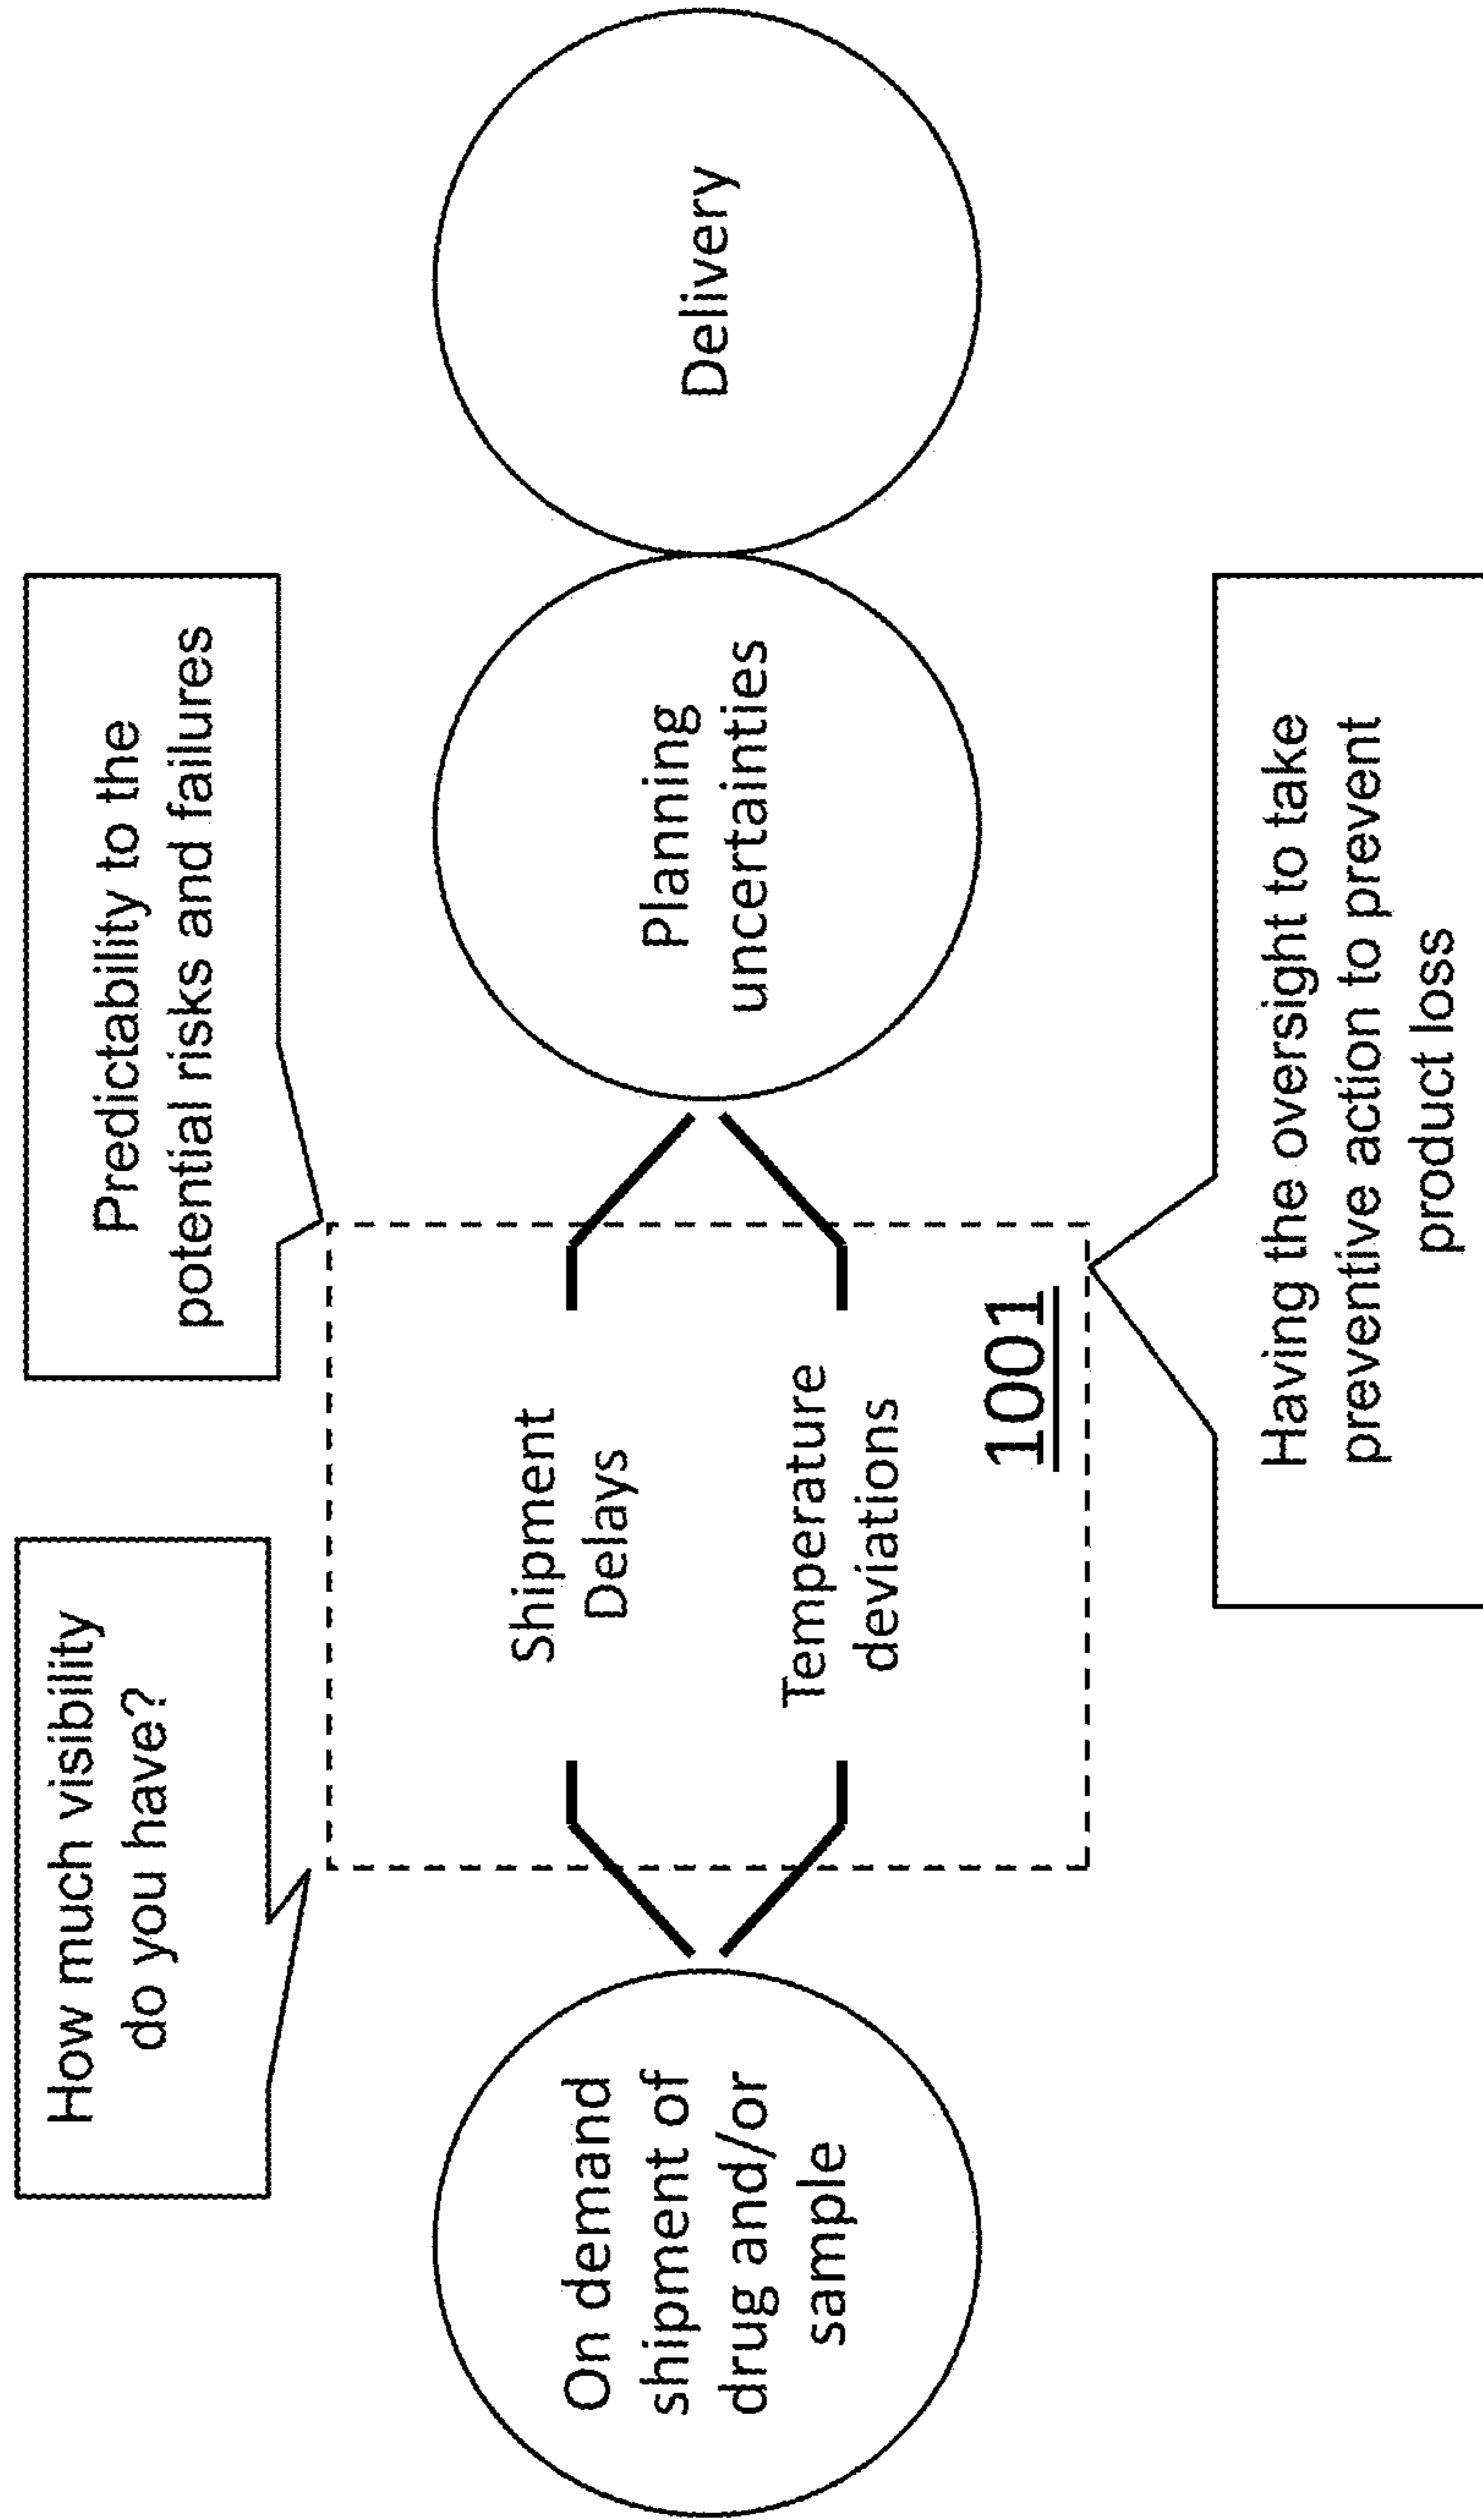 How much visibility
do you have?
Predictability to the
potential risks and failures
On demand
shipment of
drug and/or
sample
Shipment
Delays
Temperature
deviations
1001
Planning
uncertainties
Delivery
Having the oversight to take
preventive action to prevent
product loss